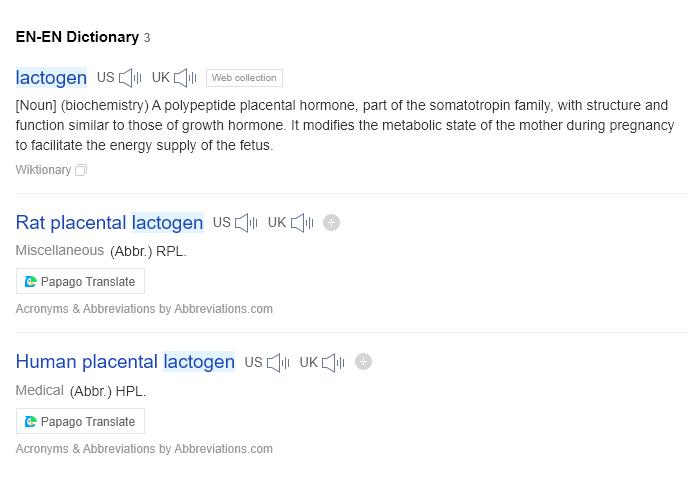 EN-EN Dictionary 3
lactogen US UK Web collection
[Noun] (biochemistry) A polypeptide placental hormone, part of the somatotropin family, with structure and
function similar to those of growth hormone. It modifies the metabolic state of the mother during pregnancy
to facilitate the energy supply of the fetus.
Wiktionary
Rat placental lactogen US UK
Miscellaneous (Abbr.) RPL.
Papago Translate
Acronyms & Abbreviations by Abbreviations.com
Human placental lactogen US UK
Medical (Abbr.) HPL.
Papago Translate
Acronyms & Abbreviations by Abbreviations.com